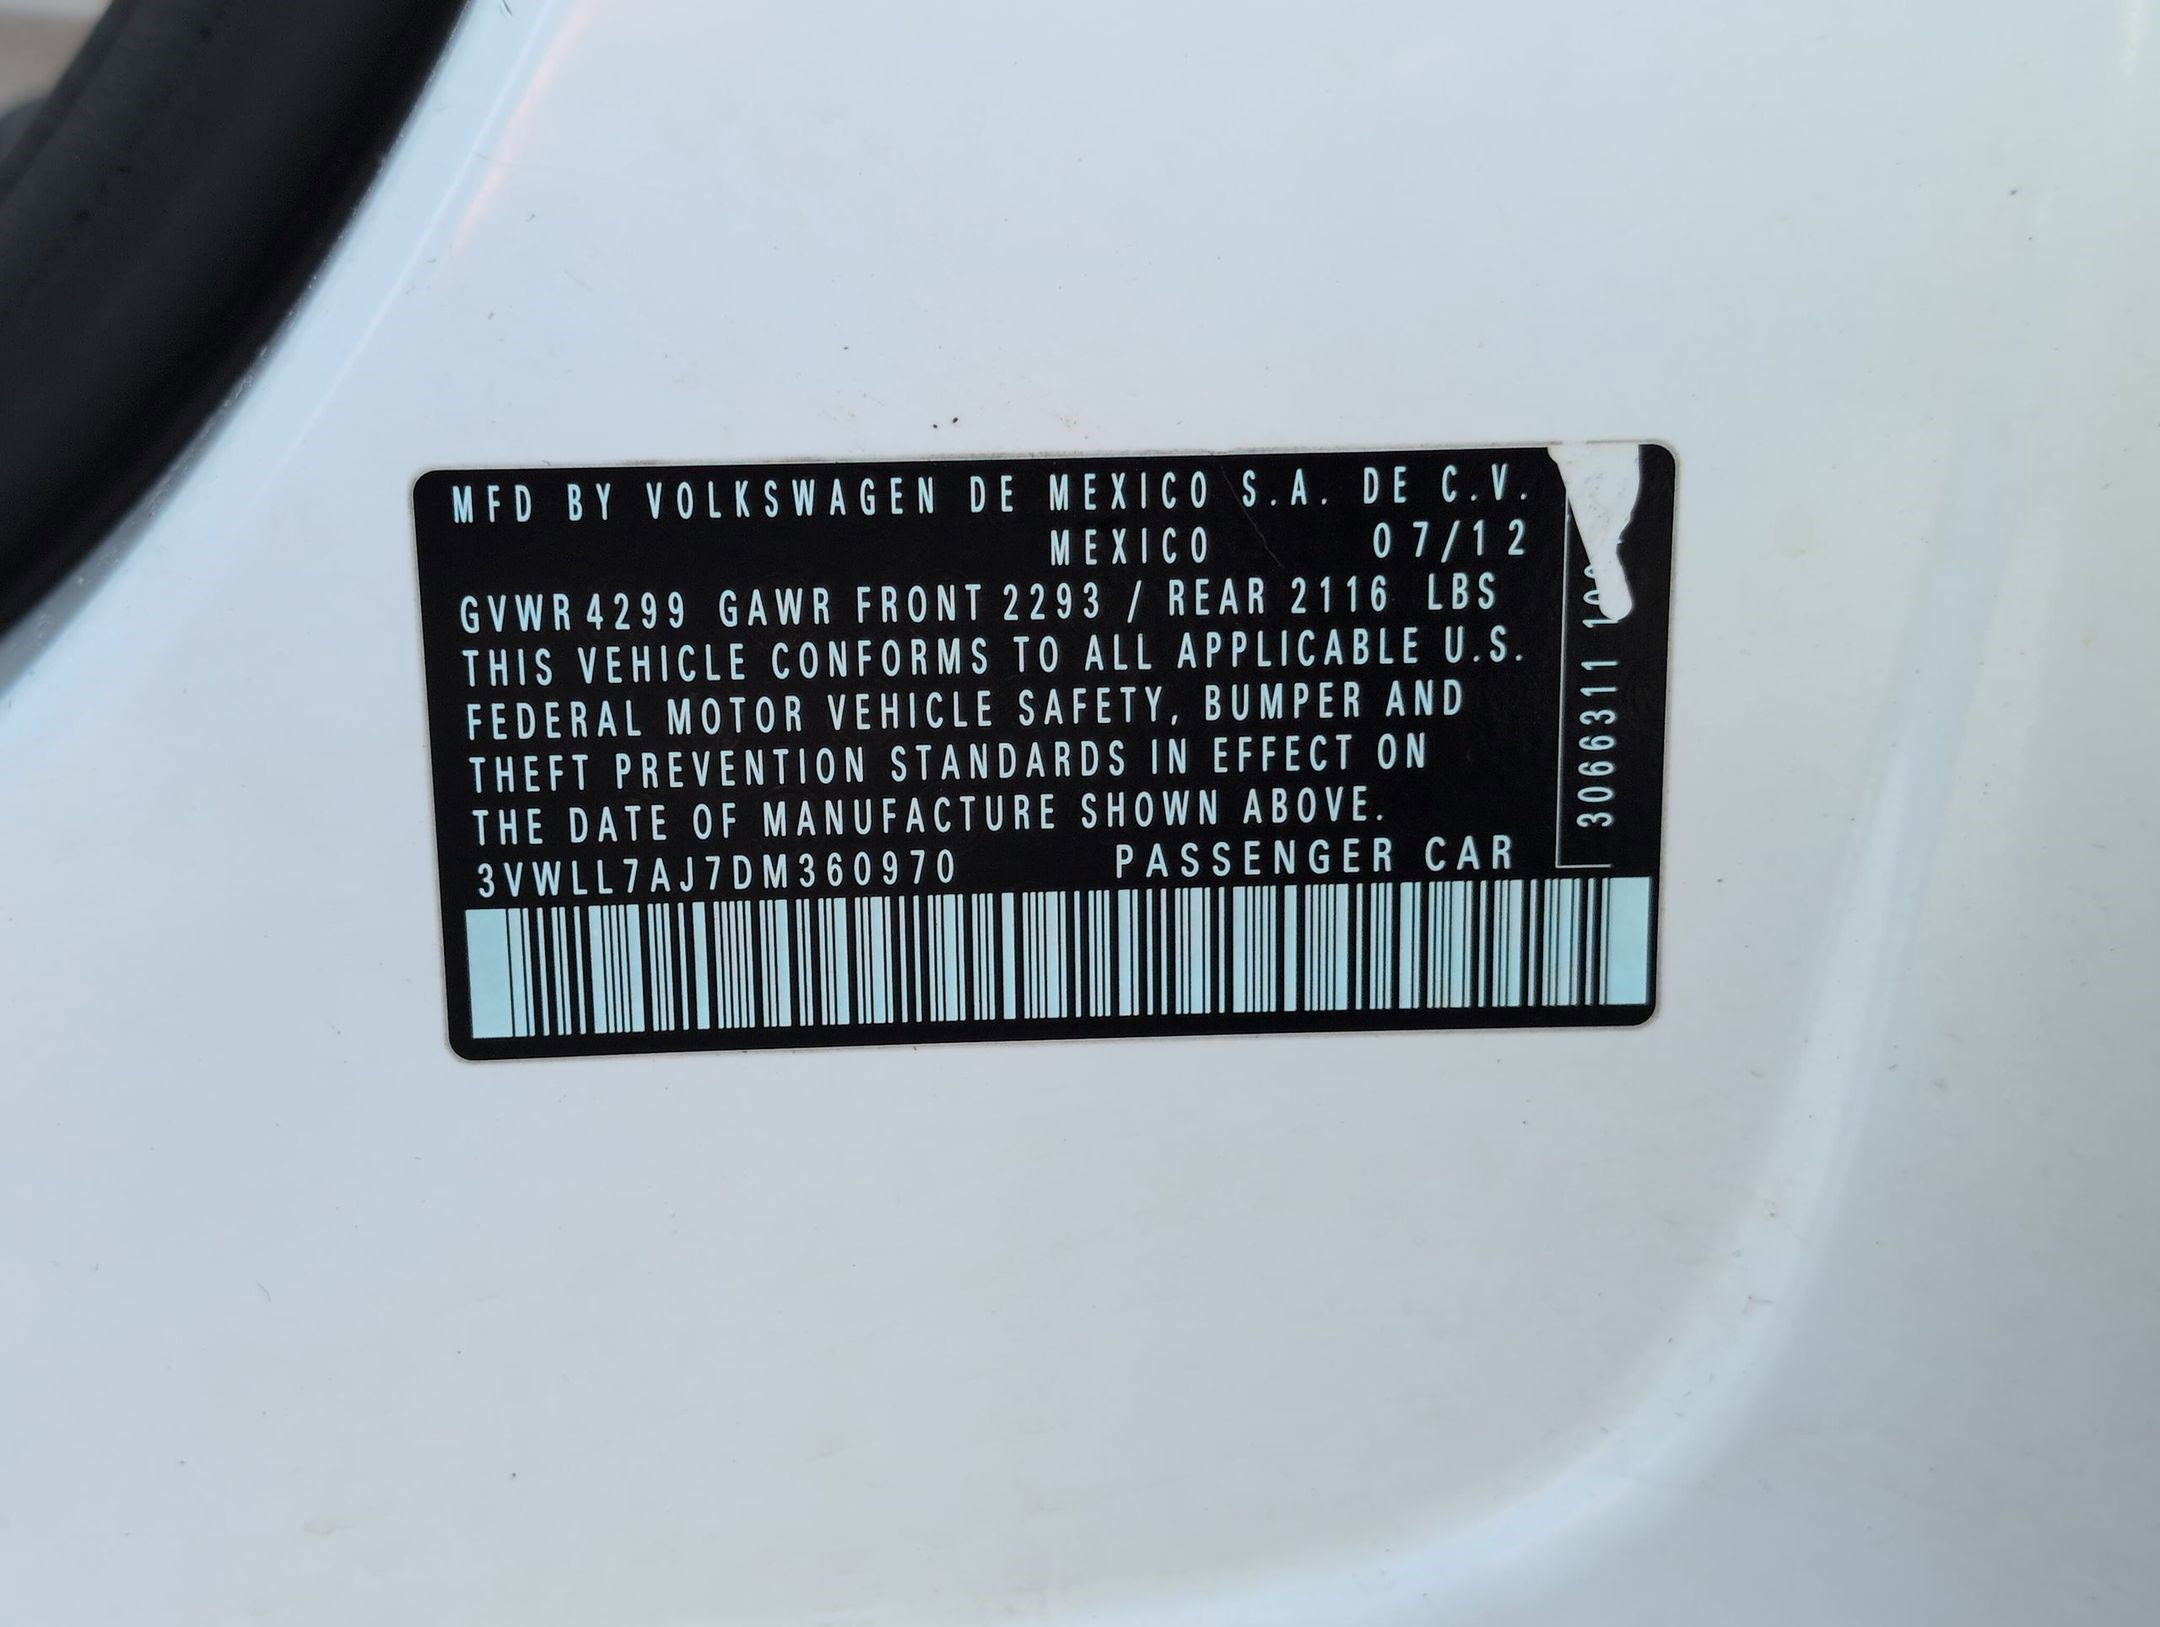 MFD BY VOLKSWAGEN DE MEXICO S.A. DE C.V.
MEXICO 07/12
GVWR 4299 GAWR FRONT 2293 / REAR 2116 LBS
THIS VEHICLE CONFORMS TO ALL APPLICABLE U.S.
FEDERAL MOTOR VEHICLE SAFETY, BUMPER AND
THEFT PREVENTION STANDARDS IN EFFECT ON
THE DATE OF MANUFACTURE SHOWN ABOVE.
3VWLL7AJ7DM360970 PASSENGER CAR
3066311